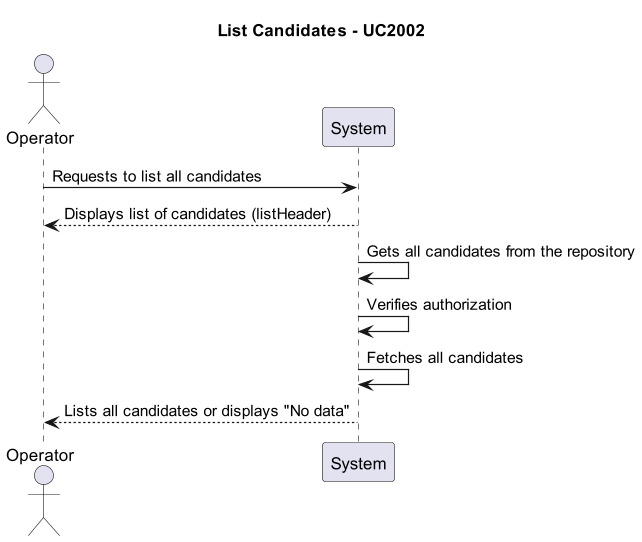 List Candidates - UC2002
Operator
System
Requests to list all candidates
Displays list of candidates (listHeader)
Gets all candidates from the repository
Verifies authorization
Fetches all candidates
Lists all candidates or displays "No data"
Operator
System